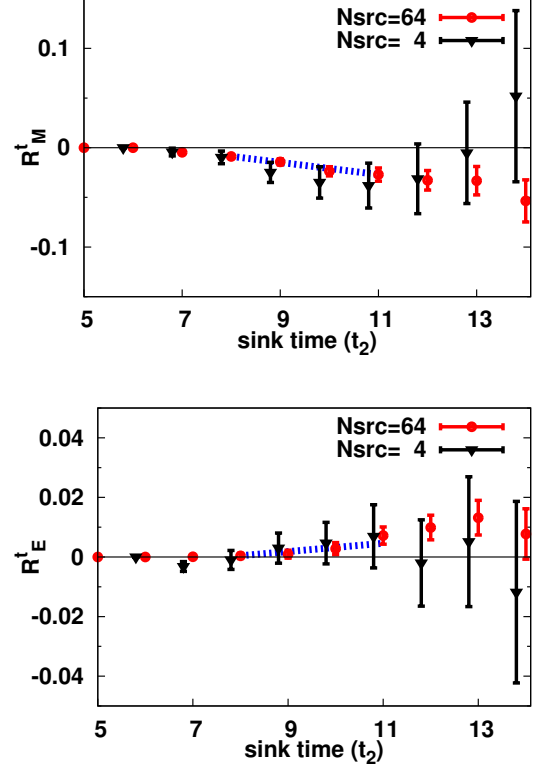 Nsrc=64
Nsrc= 4
0.1
0
-0.1
R^t_M
5 7 9 11 13
sink time (t_2)
Nsrc=64
Nsrc= 4
0.04
0.02
0
-0.02
-0.04
R^t_E
5 7 9 11 13
sink time (t_2)